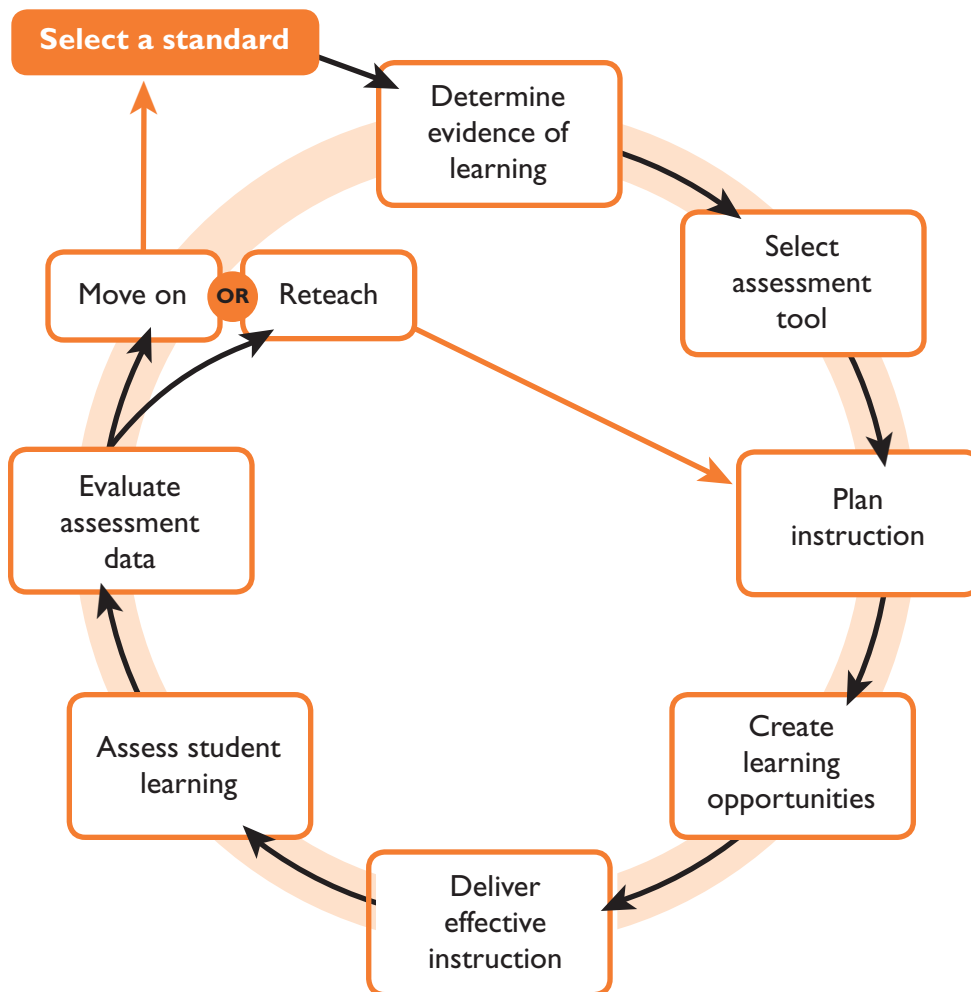 Select a standard
Determine
evidence of
learning
Select
assessment
tool
Plan
instruction
Create
learning
opportunities
Deliver
effective
instruction
Assess student
learning
Evaluate
assessment
data
Move on
OR
Reteach